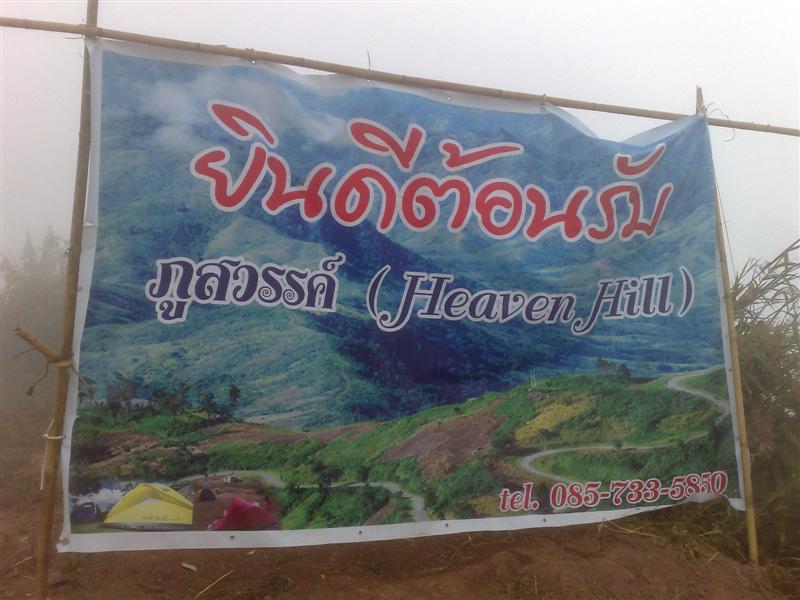 ยินดีต้อนรับ
ภูสวรรค์ (Heaven Hill)
tel. 085-733-5850